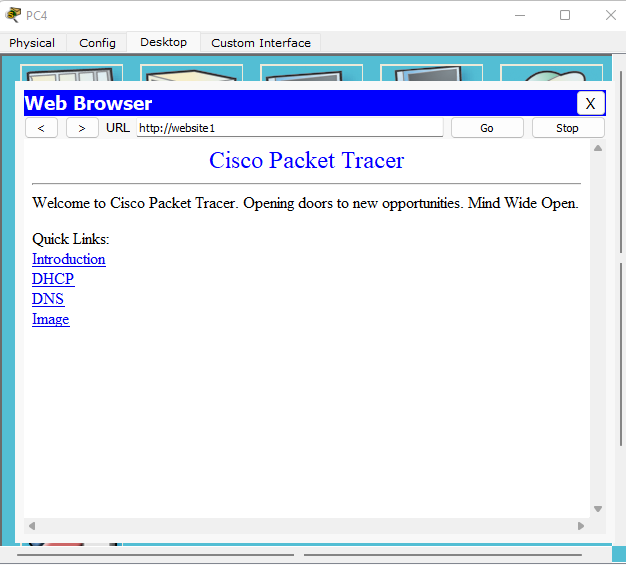 PC4
Physical Config Desktop Custom Interface
Web Browser X
< > URL http://website1 Go Stop
Cisco Packet Tracer
Welcome to Cisco Packet Tracer. Opening doors to new opportunities. Mind Wide Open.
Quick Links:
Introduction
DHCP
DNS
Image